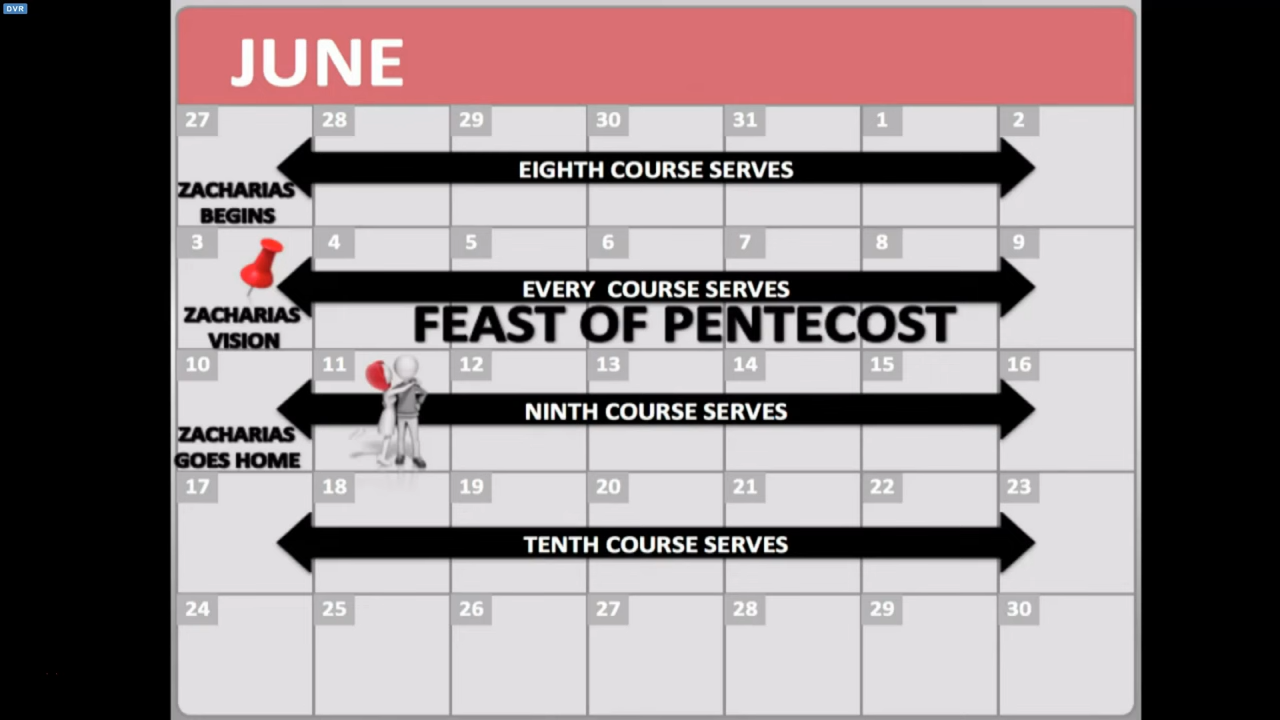 DVR
JUNE
27 28 29 30 31 1 2
EIGHTH COURSE SERVES
ZACHARIAS
BEGINS
3 4 5 6 7 8 9
EVERY COURSE SERVES
ZACHARIAS
VISION
FEAST OF PENTECOST
10 11 12 13 14 15 16
NINTH COURSE SERVES
ZACHARIAS
GOES HOME
17 18 19 20 21 22 23
TENTH COURSE SERVES
24 25 26 27 28 29 30